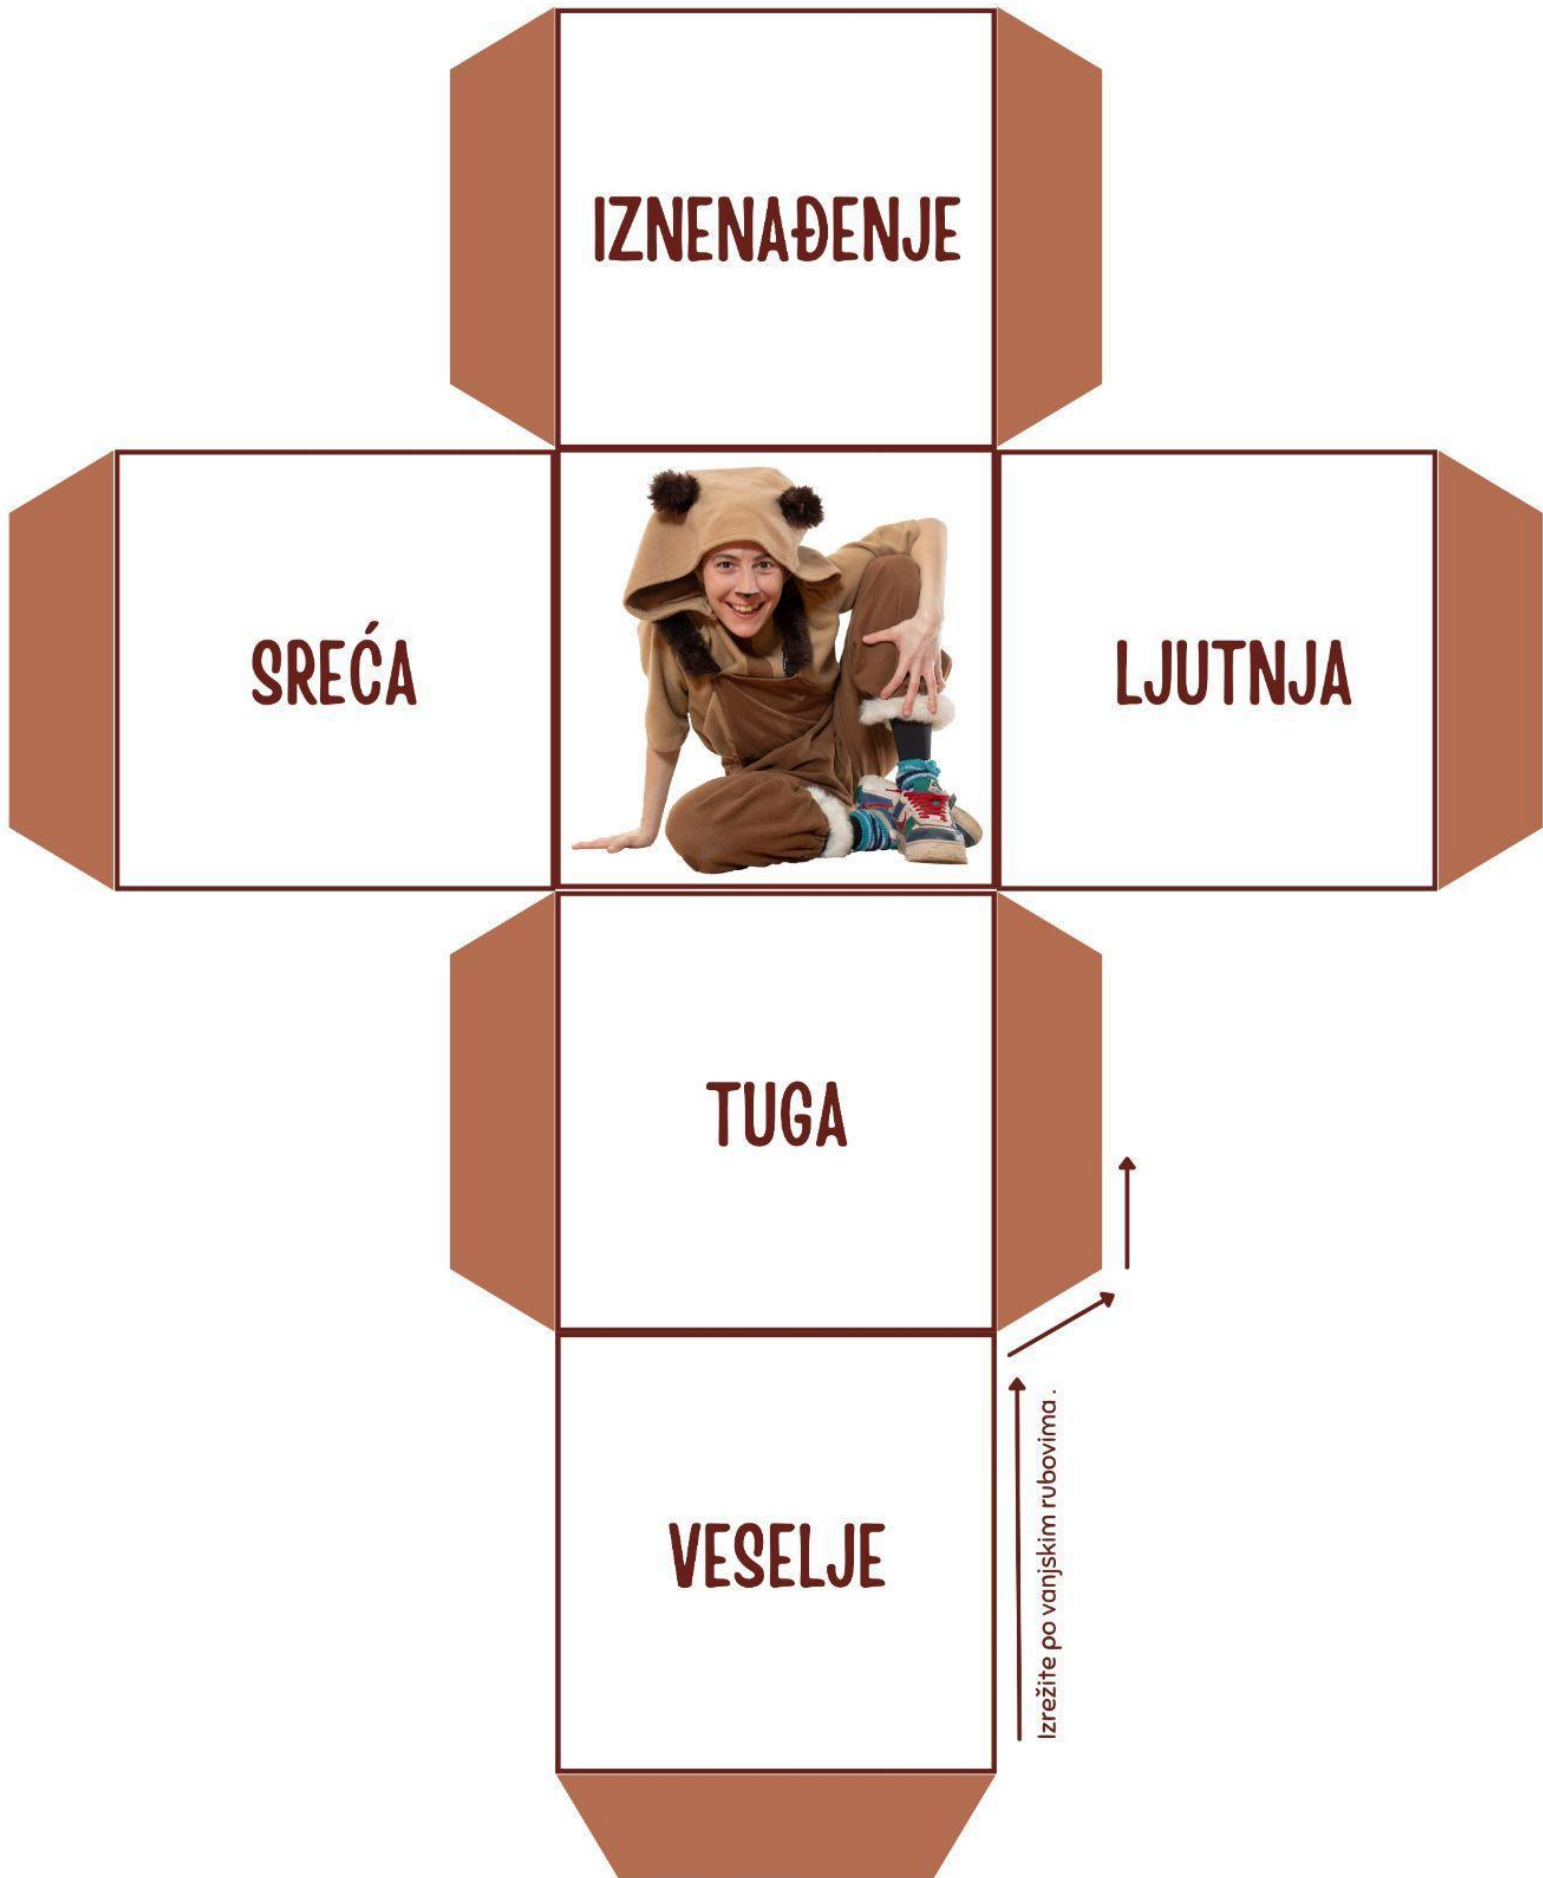 IZNENAĐENJE
SREĆA
LJUTNJA
TUGA
VESELJE
Izrežite po vanjskim rubovima .